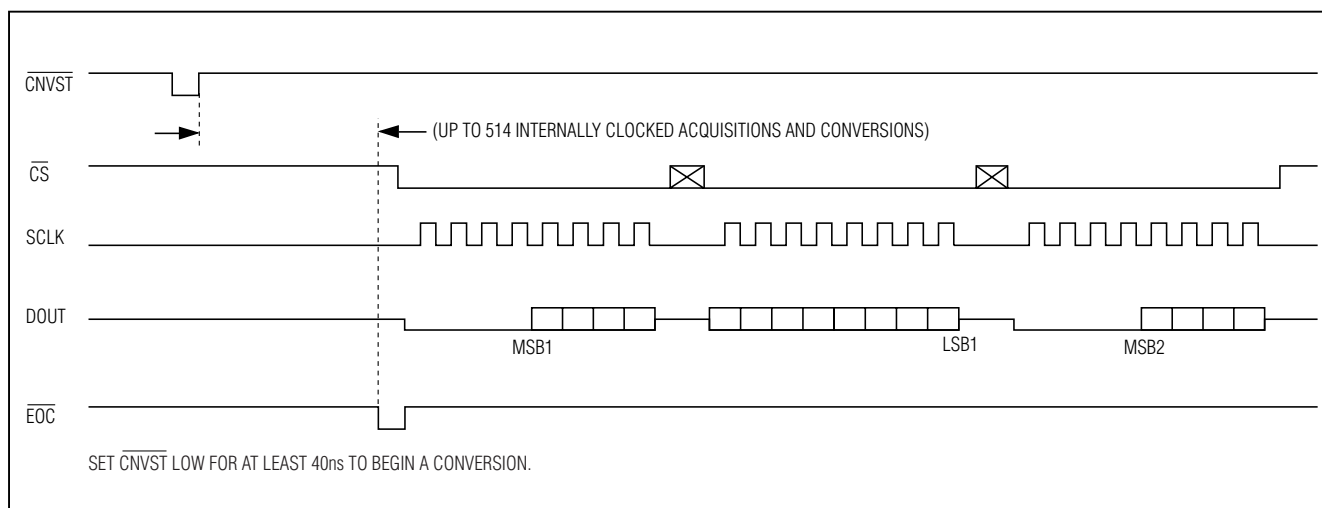 CNVST
(UP TO 514 INTERNALLY CLOCKED ACQUISITIONS AND CONVERSIONS)
CS
SCLK
DOUT
MSB1
LSB1
MSB2
EOC
SET CNVST LOW FOR AT LEAST 40ns TO BEGIN A CONVERSION.